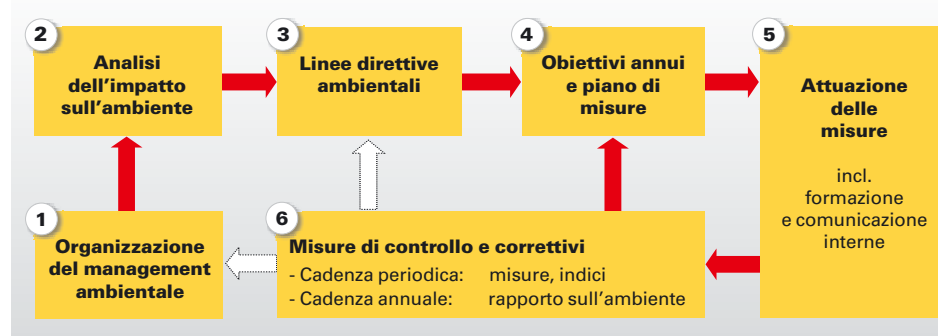 2
Analisi
dell'impatto
sull'ambiente
3
Linee direttive
ambientali
4
Obiettivi annui
e piano di
misure
5
Attuazione
delle
misure
incl.
formazione
e comunicazione
interne
1
Organizzazione
del management
ambientale
6
Misure di controllo e correttivi
- Cadenza periodica: misure, indici
- Cadenza annuale: rapporto sull'ambiente